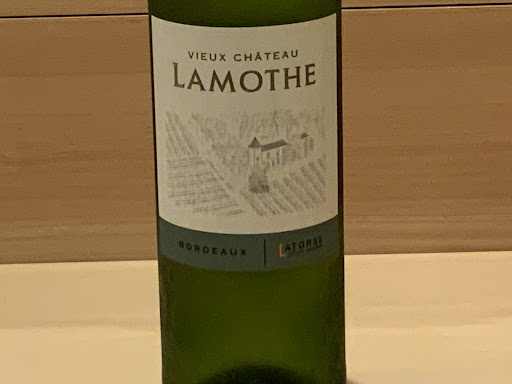 VIEUX CHÂTEAU
LAMOTHE
BORDEAUX
LATORSE